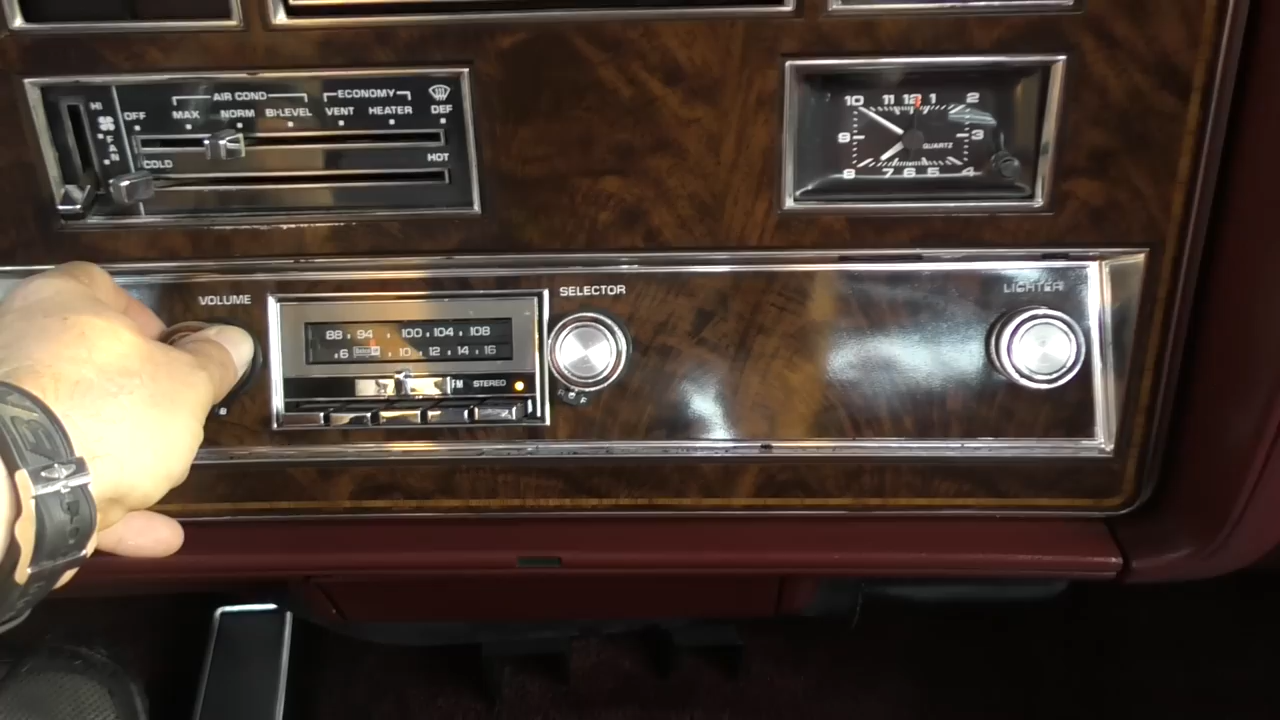 AIR COND
ECONOMY
HI
OFF
MAX
NORM
BI-LEVEL
VENT
HEATER
DEF
FAN
COLD
HOT
10 11 12 1 2
9
3
QUARTZ
8 7 6 5 4
VOLUME
SELECTOR
LIGHTER
88 94 100 104 108
6 10 12 14 16
FM
STEREO
R F
B